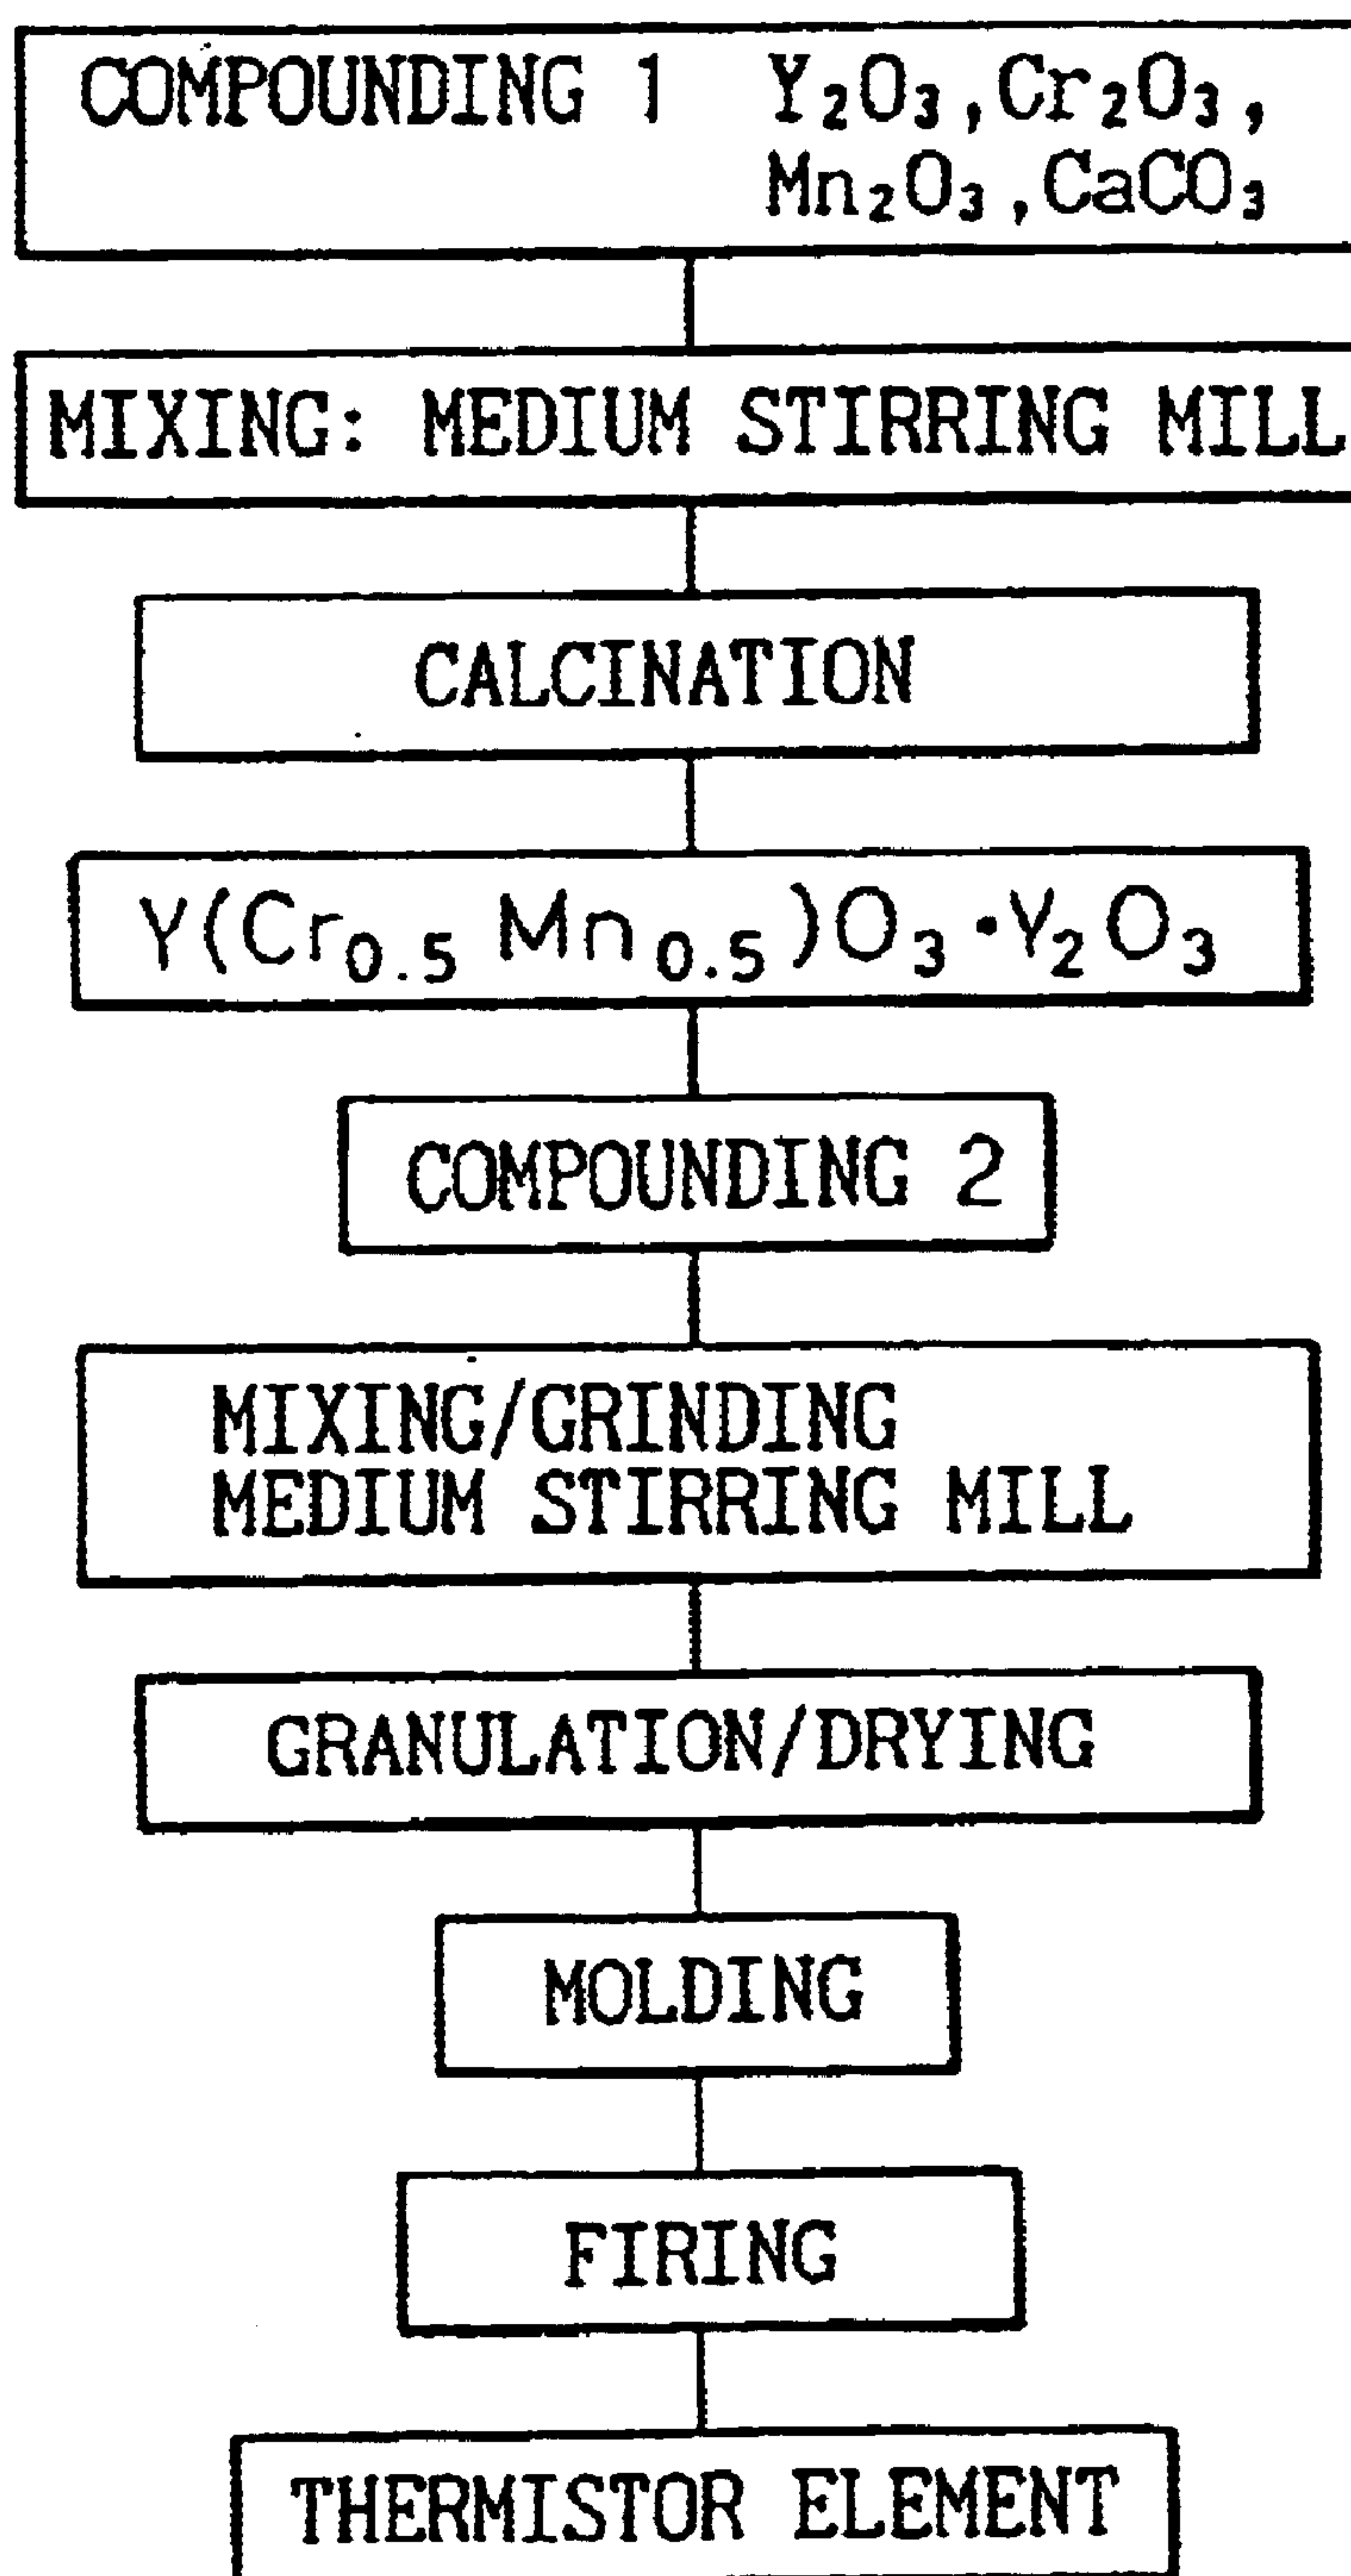 COMPOUNDING 1 Y₂O₃,Cr₂O₃,
Mn₂O₃,CaCO₃
MIXING: MEDIUM STIRRING MILL
CALCINATION
Y(Cr₀.₅ Mn₀.₅)O₃·Y₂O₃
COMPOUNDING 2
MIXING/GRINDING
MEDIUM STIRRING MILL
GRANULATION/DRYING
MOLDING
FIRING
THERMISTOR ELEMENT